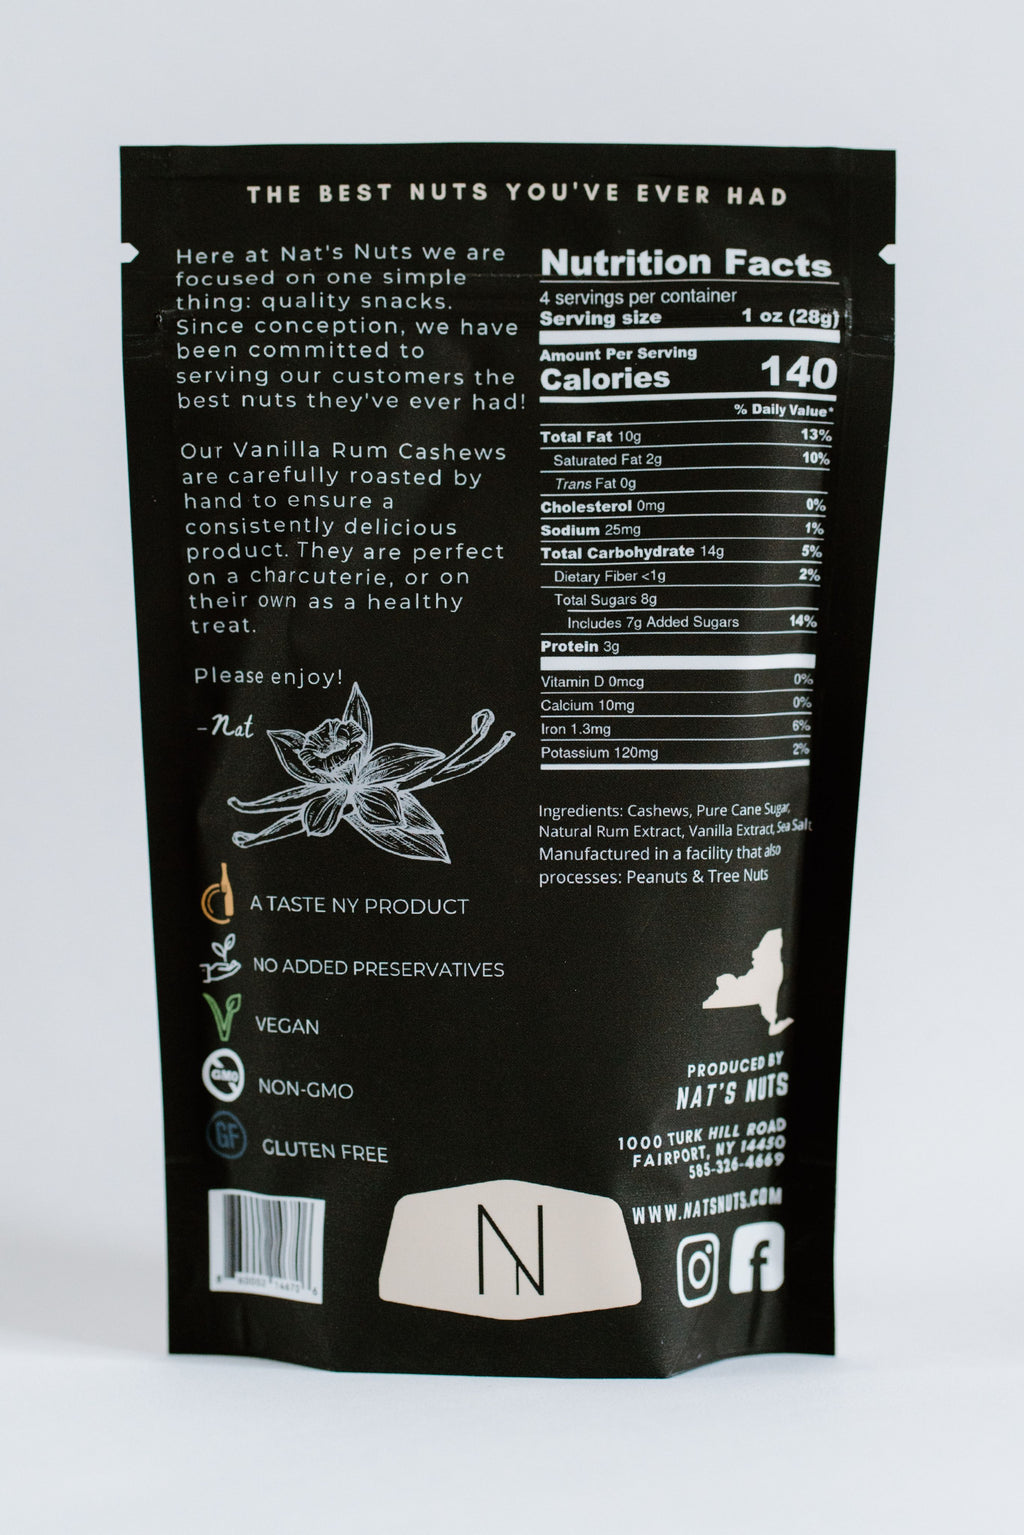 THE BEST NUTS YOU'VE EVER HAD
Here at Nat's Nuts we are
focused on one simple
thing: quality snacks.
Since conception, we have
been committed to
serving our customers the
best nuts they've ever had!
Our Vanilla Rum Cashews
are carefully roasted by
hand to ensure a
consistently delicious
product. They are perfect
on a charcuterie, or on
their own as a healthy
treat.
Please enjoy!
-Nat
A TASTE NY PRODUCT
NO ADDED PRESERVATIVES
VEGAN
GMO
NON-GMO
GF
GLUTEN FREE
Nutrition Facts
4 servings per container
Serving size 1 oz (28g)
Amount Per Serving
Calories 140
% Daily Value*
Total Fat 10g 13%
Saturated Fat 2g 10%
Trans Fat 0g
Cholesterol 0mg 0%
Sodium 25mg 1%
Total Carbohydrate 14g 5%
Dietary Fiber <1g 2%
Total Sugars 8g
Includes 7g Added Sugars 14%
Protein 3g
Vitamin D 0mcg 0%
Calcium 10mg 0%
Iron 1.3mg 6%
Potassium 120mg 2%
Ingredients: Cashews, Pure Cane Sugar,
Natural Rum Extract, Vanilla Extract, Sea Salt
Manufactured in a facility that also
processes: Peanuts & Tree Nuts
PRODUCED BY
NAT'S NUTS
1000 TURK HILL ROAD
FAIRPORT, NY 14450
585-326-4669
WWW.NATSNUTS.COM
N